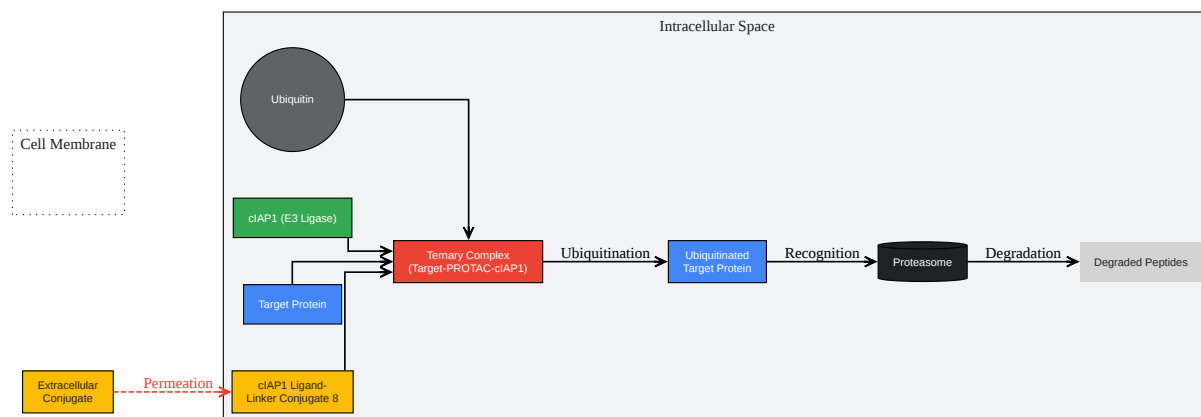 Intracellular Space
Ubiquitin
Cell Membrane
cIAP1 (E3 Ligase)
Ternary Complex
(Target-PROTAC-cIAP1)
Ubiquitination
Ubiquitinated
Target Protein
Recognition
Proteasome
Degradation
Degraded Peptides
Target Protein
Extracellular
Conjugate
Permeation
cIAP1 Ligand-
Linker Conjugate 8